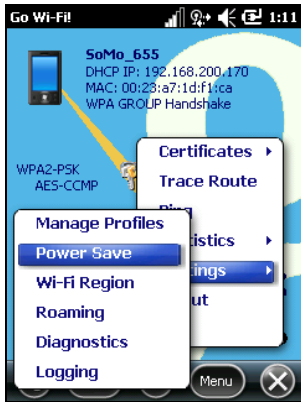 Go Wi-Fi!
1:11
SoMo_655
DHCP IP: 192.168.200.170
MAC: 00:23:a7:1d:f1:ca
WPA GROUP Handshake
WPA2-PSK
AES-CCMP
Certificates
Trace Route
Manage Profiles
Power Save
Wi-Fi Region
Roaming
Diagnostics
Logging
Menu